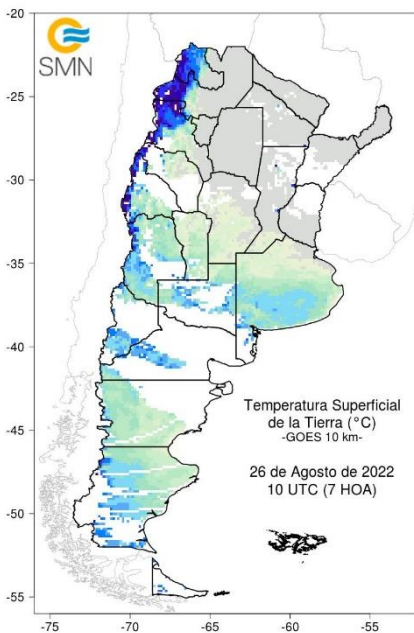 -20
SMN
-25
-30
-35
-40
Temperatura Superficial
de la Tierra (°C)
-GOES 10 km-
-45
26 de Agosto de 2022
10 UTC (7 HOA)
-50
-55
-75 -70 -65 -60 -55